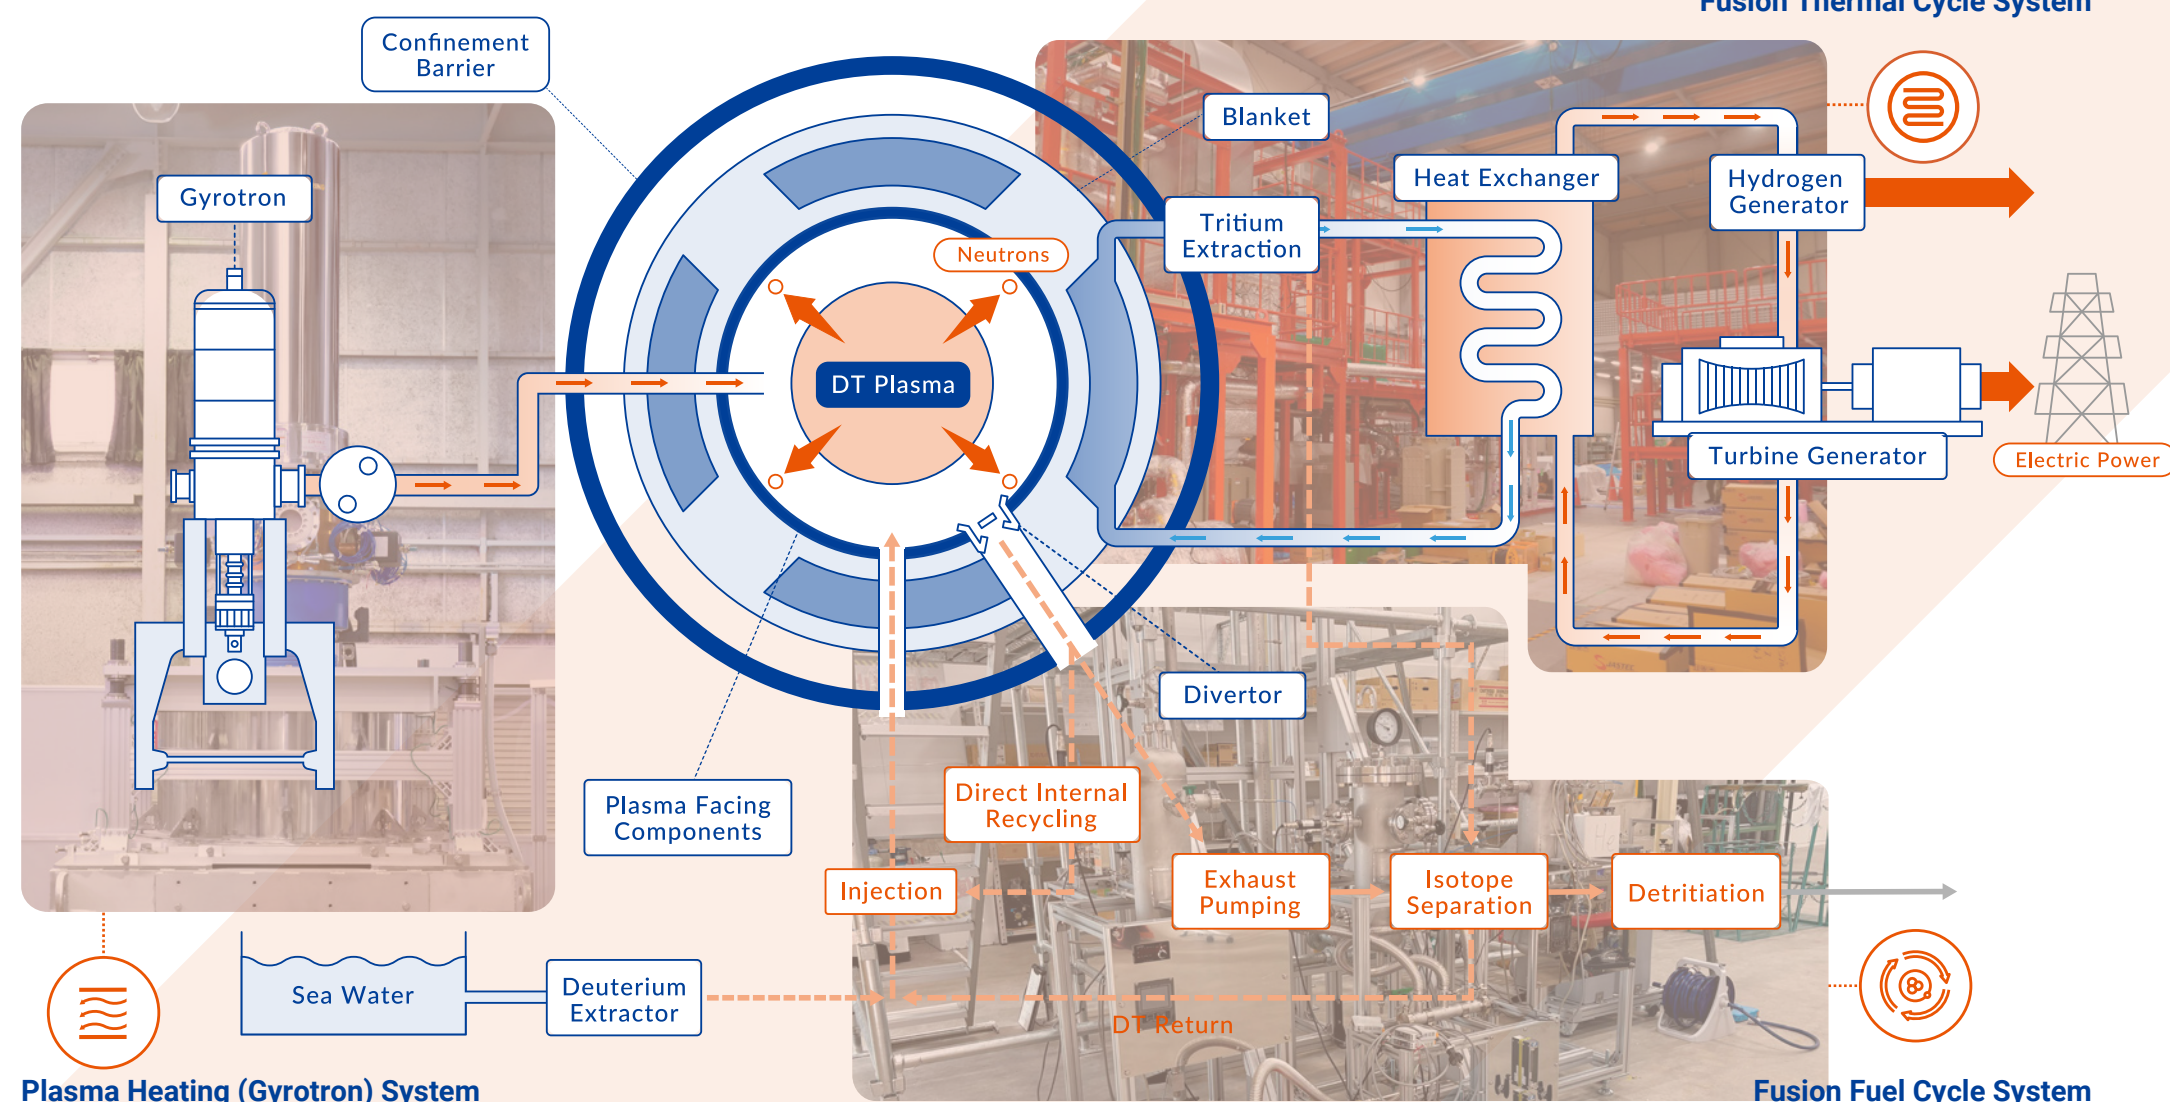 Fusion Thermal Cycle System
Confinement
Barrier
Blanket
Gyrotron
Heat Exchanger
Hydrogen
Generator
Tritium
Extraction
Neutrons
DT Plasma
Turbine Generator
Electric Power
Divertor
Plasma Facing
Components
Direct Internal
Recycling
Injection
Exhaust
Pumping
Isotope
Separation
Detritiation
Sea Water
Deuterium
Extractor
DT Return
Plasma Heating (Gyrotron) System
Fusion Fuel Cycle System